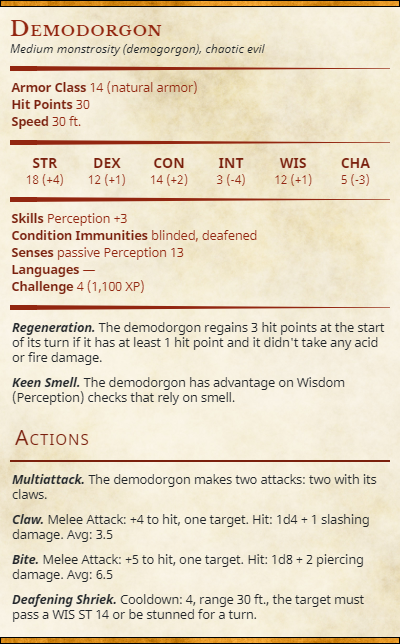 Demodorgon
Medium monstrosity (demogorgon), chaotic evil
Armor Class 14 (natural armor)
Hit Points 30
Speed 30 ft.
STR DEX CON INT WIS CHA
18 (+4) 12 (+1) 14 (+2) 3 (-4) 12 (+1) 5 (-3)
Skills Perception +3
Condition Immunities blinded, deafened
Senses passive Perception 13
Languages —
Challenge 4 (1,100 XP)
Regeneration. The demodorgon regains 3 hit points at the start
of its turn if it has at least 1 hit point and it didn't take any acid
or fire damage.
Keen Smell. The demodorgon has advantage on Wisdom
(Perception) checks that rely on smell.
Actions
Multiattack. The demodorgon makes two attacks: two with its
claws.
Claw. Melee Attack: +4 to hit, one target. Hit: 1d4 + 1 slashing
damage. Avg: 3.5
Bite. Melee Attack: +5 to hit, one target. Hit: 1d8 + 2 piercing
damage. Avg: 6.5
Deafening Shriek. Cooldown: 4, range 30 ft., the target must
pass a WIS ST 14 or be stunned for a turn.